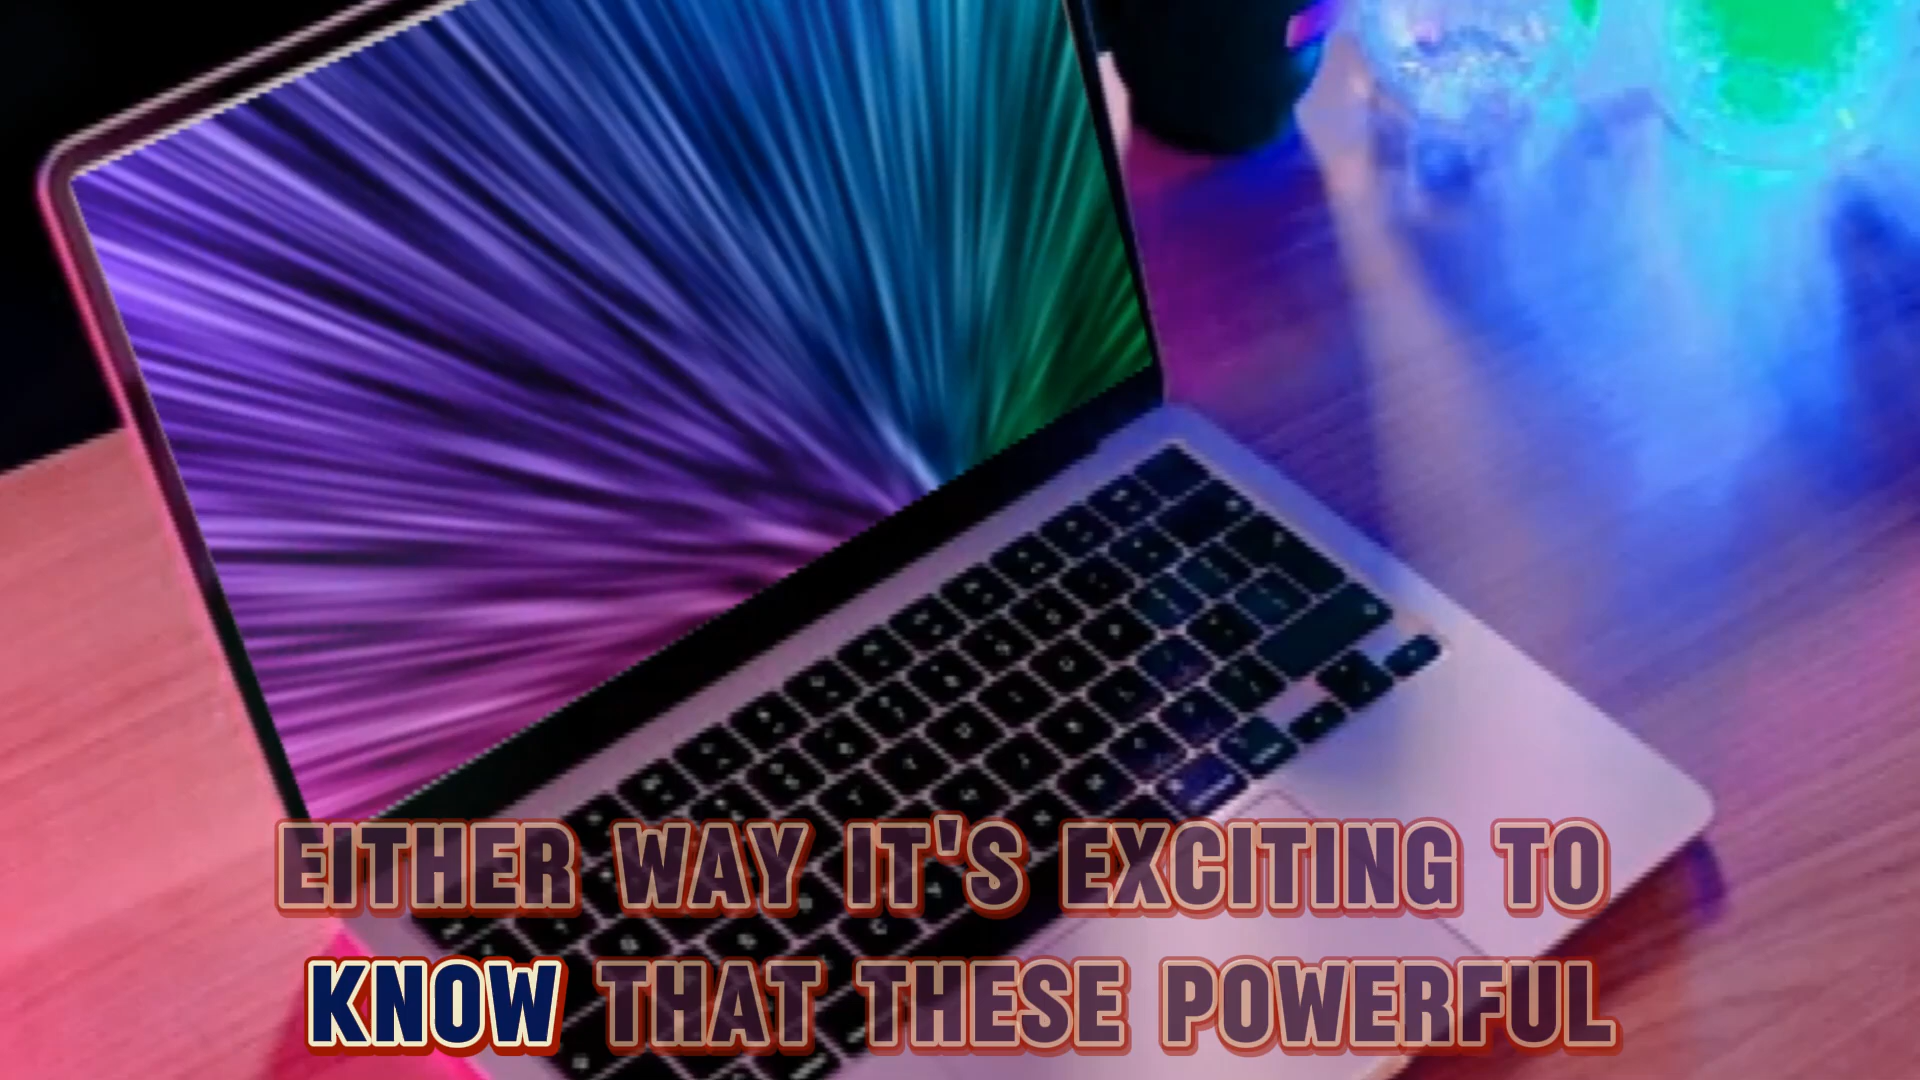 EITHER WAY IT'S EXCITING TO
KNOW THAT THESE POWERFUL